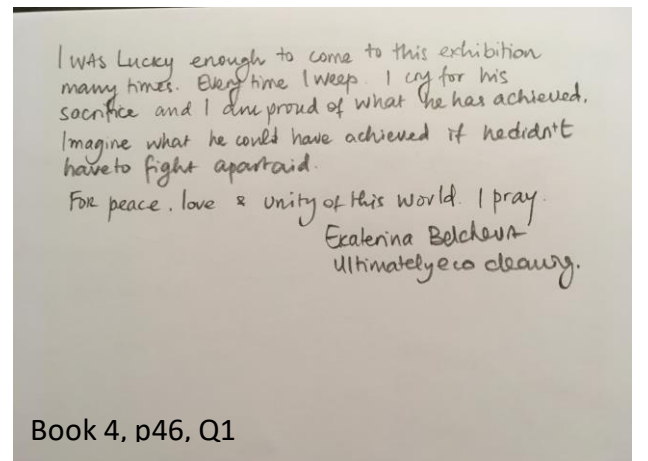 I WAS Lucky enough to come to this exhibition
many times. Every time I weep. I cry for his
sacrifice and I am proud of what he has achieved.
Imagine what he could have achieved if he didn't
have to fight apartaid.
FOR peace, love & unity of this world. I pray.
Ekaterina Belcheva
Ultimately eco cleaning.
Book 4, p46, Q1